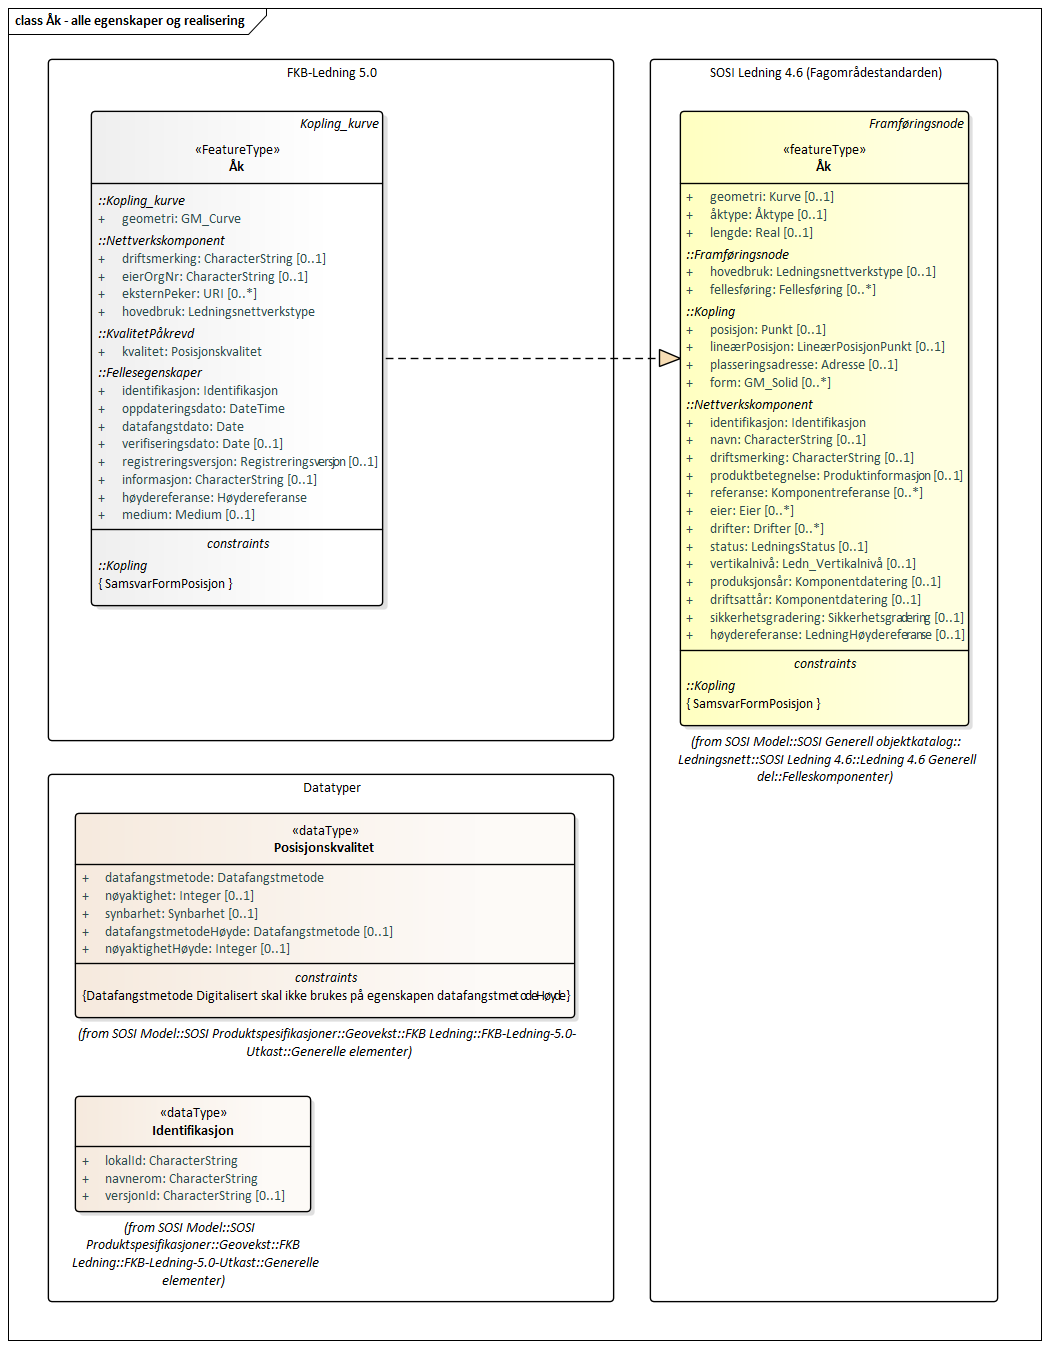 class Åk - alle egenskaper og realisering
FKB-Ledning 5.0
Kopling_kurve
«FeatureType»
Åk
::Kopling_kurve
+ geometri: GM_Curve
::Nettverkskomponent
+ driftsmerking: CharacterString [0..1]
+ eierOrgNr: CharacterString [0..1]
+ eksternPeker: URI [0..*]
+ hovedbruk: Ledningsnettverkstype
::KvalitetPåkrevd
+ kvalitet: Posisjonskvalitet
::Fellesegenskaper
+ identifikasjon: Identifikasjon
+ oppdateringsdato: DateTime
+ datafangstdato: Date
+ verifiseringsdato: Date [0..1]
+ registreringsversjon: Registreringsversjon [0..1]
+ informasjon: CharacterString [0..1]
+ høydereferanse: Høydereferanse
+ medium: Medium [0..1]
constraints
::Kopling
{ SamsvarFormPosisjon }
SOSI Ledning 4.6 (Fagområdestandarden)
Framføringsnode
«featureType»
Åk
+ geometri: Kurve [0..1]
+ åktype: Åktype [0..1]
+ lengde: Real [0..1]
::Framføringsnode
+ hovedbruk: Ledningsnettverkstype [0..1]
+ fellesføring: Fellesføring [0..*]
::Kopling
+ posisjon: Punkt [0..1]
+ lineærPosisjon: LineærPosisjonPunkt [0..1]
+ plasseringsadresse: Adresse [0..1]
+ form: GM_Solid [0..*]
::Nettverkskomponent
+ identifikasjon: Identifikasjon
+ navn: CharacterString [0..1]
+ driftsmerking: CharacterString [0..1]
+ produktbetegnelse: Produktinformasjon [0..1]
+ referanse: Komponentreferanse [0..*]
+ eier: Eier [0..*]
+ drifter: Drifter [0..*]
+ status: LedningsStatus [0..1]
+ vertikalnivå: Ledn_Vertikalnivå [0..1]
+ produksjonsår: Komponentdatering [0..1]
+ driftsattår: Komponentdatering [0..1]
+ sikkerhetsgradering: Sikkerhetsgradering [0..1]
+ høydereferanse: LedningHøydereferanse [0..1]
constraints
::Kopling
{ SamsvarFormPosisjon }
(from SOSI Model::SOSI Generell objektkatalog::
Ledningsnett::SOSI Ledning 4.6::Ledning 4.6 Generell
del::Felleskomponenter)
Datatyper
«dataType»
Posisjonskvalitet
+ datafangstmetode: Datafangstmetode
+ nøyaktighet: Integer [0..1]
+ synbarhet: Synbarhet [0..1]
+ datafangstmetodeHøyde: Datafangstmetode [0..1]
+ nøyaktighetHøyde: Integer [0..1]
constraints
{Datafangstmetode Digitalisert skal ikke brukes på egenskapen datafangstmetodeHøyde}
(from SOSI Model::SOSI Produktspesifikasjoner::Geovekst::FKB Ledning::FKB-Ledning-5.0-
Utkast::Generelle elementer)
«dataType»
Identifikasjon
+ lokalId: CharacterString
+ navnerom: CharacterString
+ versjonId: CharacterString [0..1]
(from SOSI Model::SOSI
Produktspesifikasjoner::Geovekst::FKB
Ledning::FKB-Ledning-5.0-Utkast::Generelle
elementer)